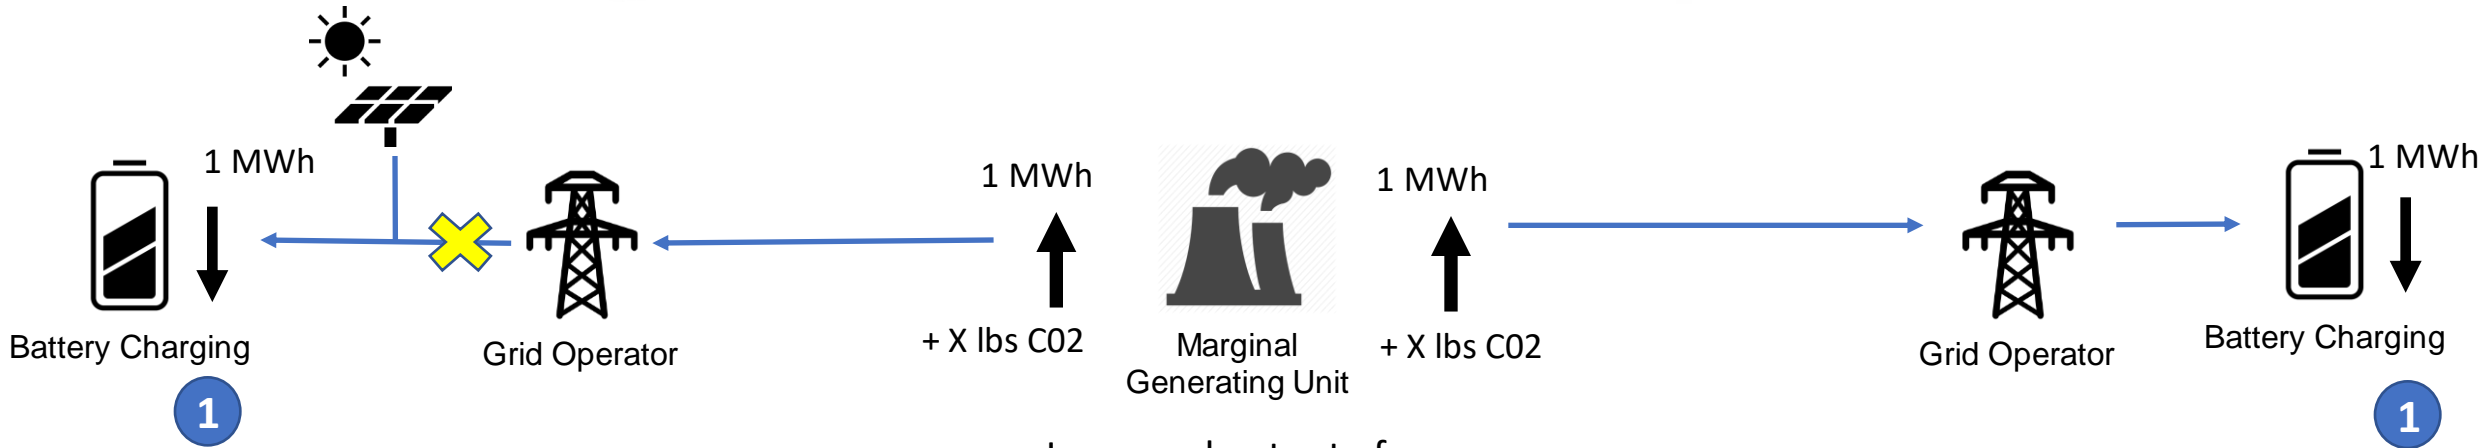 1 MWh
Battery Charging
1
Grid Operator
1 MWh
+ X lbs C02
Marginal
Generating Unit
1 MWh
+ X lbs C02
Grid Operator
1 MWh
Battery Charging
1